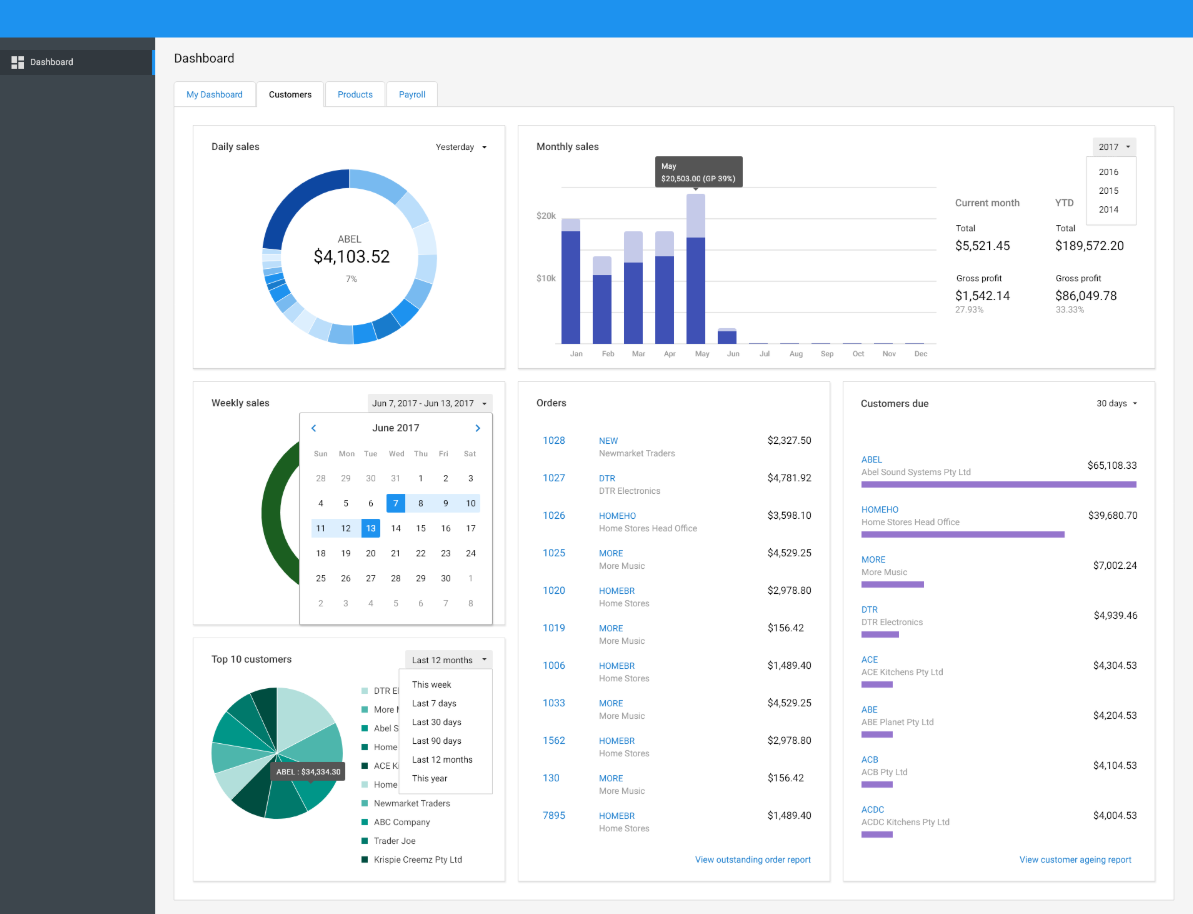 Dashboard
Dashboard
My Dashboard
Customers
Products
Payroll
Daily sales
Yesterday
ABEL
$4,103.52
7%
Monthly sales
2017
2016
2015
2014
May
$20,503.00 (GP 39%)
$20k
$10k
Jan Feb Mar Apr May Jun Jul Aug Sep Oct Nov Dec
Current month
YTD
Total
$5,521.45
Total
$189,572.20
Gross profit
$1,542.14
27.93%
Gross profit
$86,049.78
33.33%
Weekly sales
Jun 7, 2017 - Jun 13, 2017
June 2017
Sun Mon Tue Wed Thu Fri Sat
28 29 30 31 1 2 3
4 5 6 7 8 9 10
11 12 13 14 15 16 17
18 19 20 21 22 23 24
25 26 27 28 29 30 1
2 3 4 5 6 7 8
Top 10 customers
Last 12 months
This week
Last 7 days
Last 30 days
Last 90 days
Last 12 months
This year
ABEL : $34,334.30
DTR
More
Abel
Home
ACE
Home
Newmarket Traders
ABC Company
Trader Joe
Krispie Creemz Pty Ltd
Orders
1028 NEW $2,327.50
Newmarket Traders
1027 DTR $4,781.92
DTR Electronics
1026 HOMEHO $3,598.10
Home Stores Head Office
1025 MORE $4,529.25
More Music
1020 HOMEBR $2,978.80
Home Stores
1019 MORE $156.42
More Music
1006 HOMEBR $1,489.40
Home Stores
1033 MORE $4,529.25
More Music
1562 HOMEBR $2,978.80
Home Stores
130 MORE $156.42
More Music
7895 HOMEBR $1,489.40
Home Stores
View outstanding order report
Customers due
30 days
ABEL
Abel Sound Systems Pty Ltd
$65,108.33
HOMEHO
Home Stores Head Office
$39,680.70
MORE
More Music
$7,002.24
DTR
DTR Electronics
$4,939.46
ACE
ACE Kitchens Pty Ltd
$4,304.53
ABE
ABE Planet Pty Ltd
$4,204.53
ACB
ACB Pty Ltd
$4,104.53
ACDC
ACDC Kitchens Pty Ltd
$4,004.53
View customer ageing report